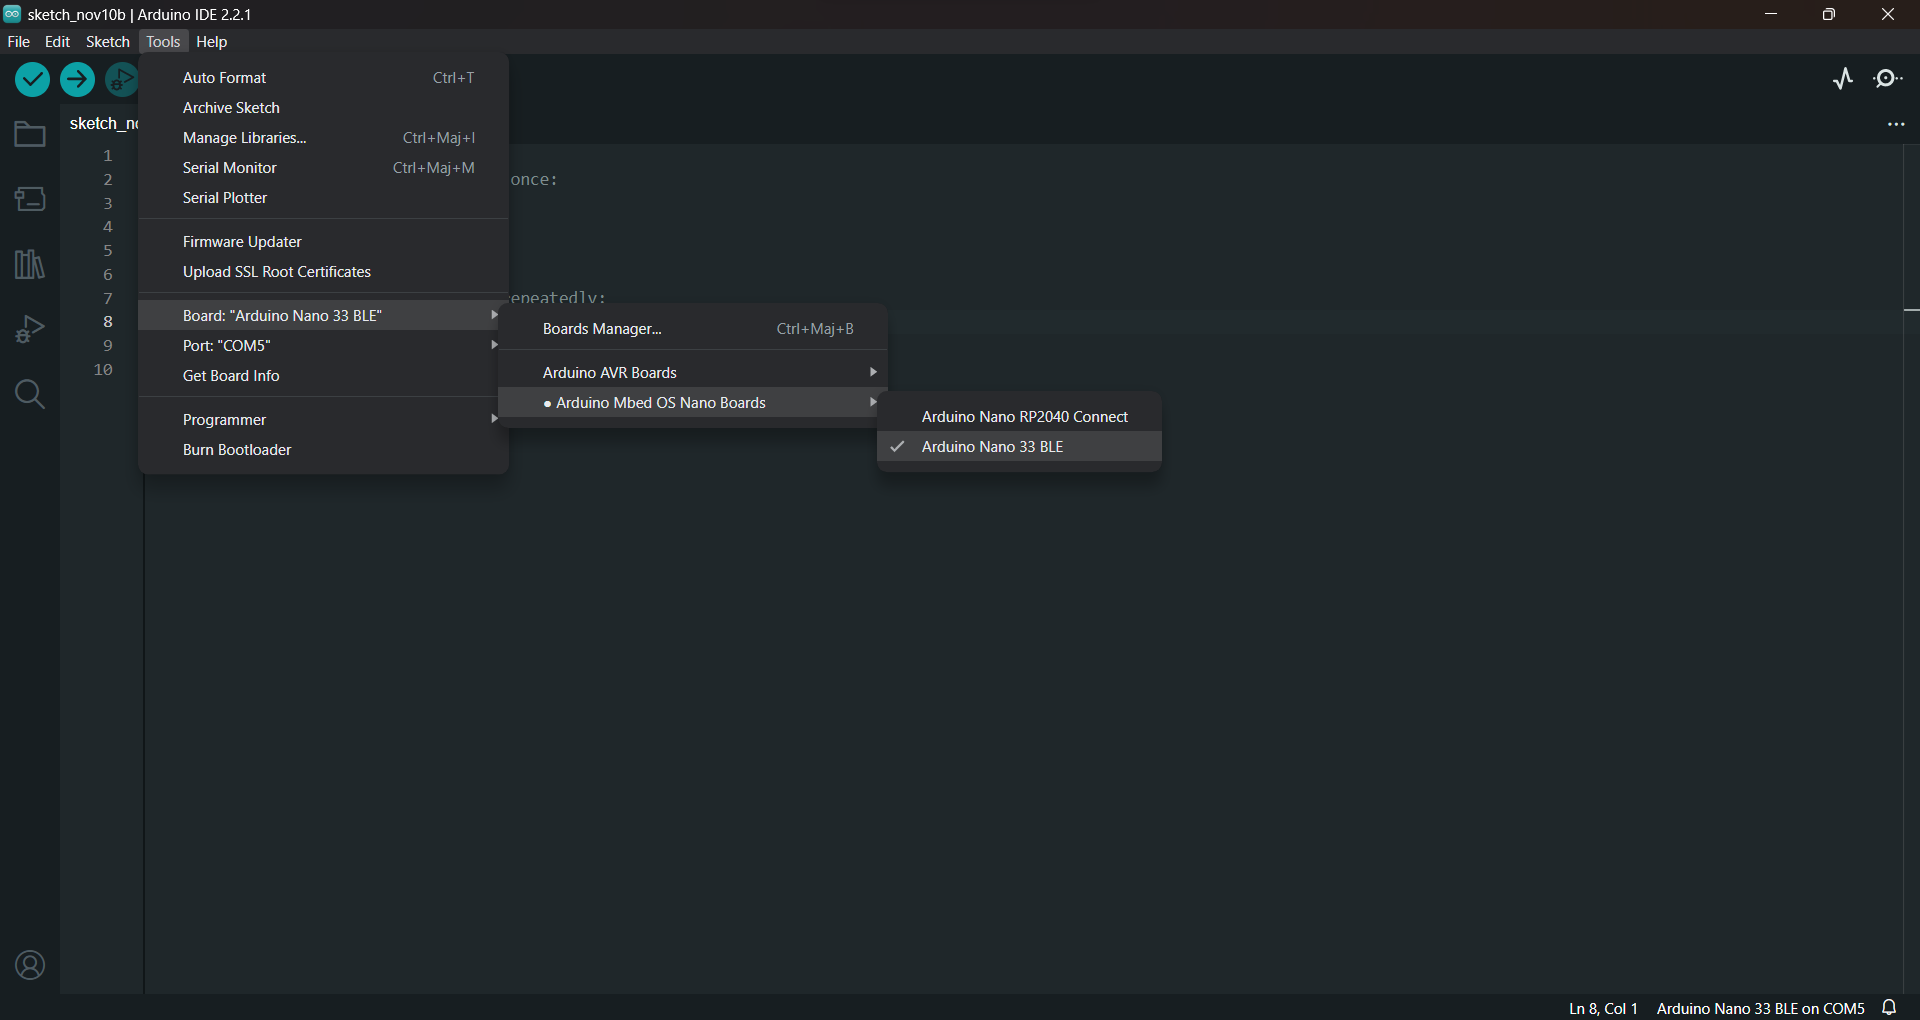 sketch_nov10b | Arduino IDE 2.2.1
File Edit Sketch Tools Help
Auto Format Ctrl+T
Archive Sketch
sketch_no
Manage Libraries... Ctrl+Maj+I
Serial Monitor Ctrl+Maj+M
Serial Plotter
Firmware Updater
Upload SSL Root Certificates
Board: "Arduino Nano 33 BLE"
Port: "COM5"
Get Board Info
Programmer
Burn Bootloader
1
2 once:
3
4
5
6
7 epeatedly:
8
9
10
Boards Manager... Ctrl+Maj+B
Arduino AVR Boards
● Arduino Mbed OS Nano Boards
Arduino Nano RP2040 Connect
✓ Arduino Nano 33 BLE
Ln 8, Col 1 Arduino Nano 33 BLE on COM5